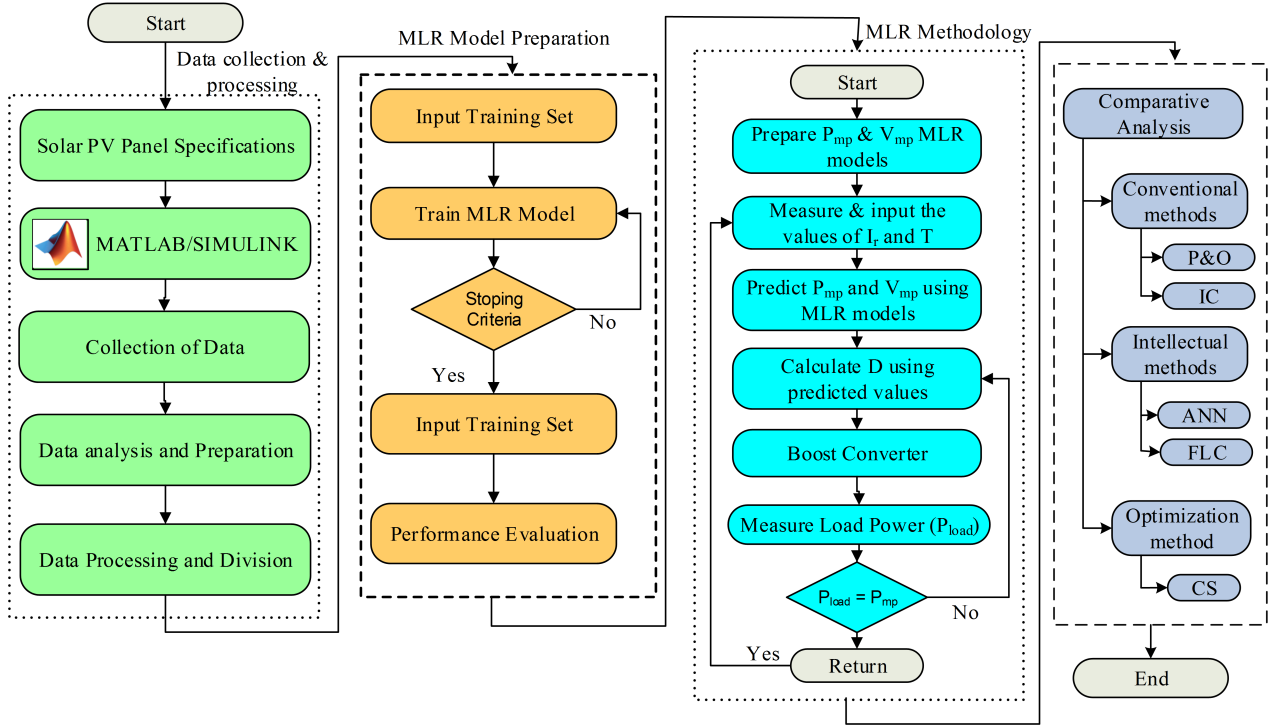 Start
Data collection &
processing
Solar PV Panel Specifications
MATLAB/SIMULINK
Collection of Data
Data analysis and Preparation
Data Processing and Division
MLR Model Preparation
Input Training Set
Train MLR Model
Stoping
Criteria
No
Yes
Input Training Set
Performance Evaluation
MLR Methodology
Start
Prepare Pmp & Vmp MLR
models
Measure & input the
values of Ir and T
Predict Pmp and Vmp using
MLR models
Calculate D using
predicted values
Boost Converter
Measure Load Power (Pload)
Pload = Pmp
No
Yes
Return
Comparative
Analysis
Conventional
methods
P&O
IC
Intellectual
methods
ANN
FLC
Optimization
method
CS
End